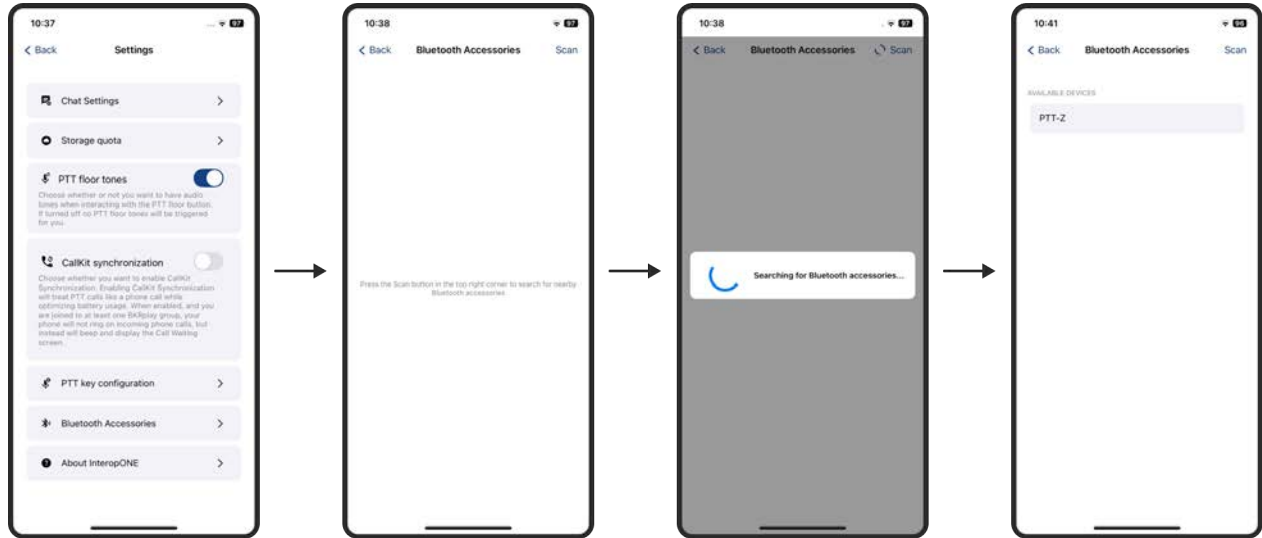 10:37
97
Back
Settings
Chat Settings
Storage quota
PTT floor tones
Choose whether or not you want to have audio
tones when interacting with the PTT floor button.
If turned off no PTT floor tones will be triggered
for you.
CallKit synchronization
Choose whether you want to enable CallKit
Synchronization. Enabling CallKit Synchronization
will treat PTT calls like a phone call while
optimizing battery usage. When enabled, and you
are joined to at least one BKRplay group, your
phone will not ring on incoming phone calls, but
instead will beep and display the Call Waiting
screen.
PTT key configuration
Bluetooth Accessories
About InteropONE
10:38
97
Back
Bluetooth Accessories
Scan
Press the Scan button in the top right corner to search for nearby
Bluetooth accessories
10:38
97
Back
Bluetooth Accessories
Scan
Searching for Bluetooth accessories...
10:41
96
Back
Bluetooth Accessories
Scan
AVAILABLE DEVICES
PTT-Z